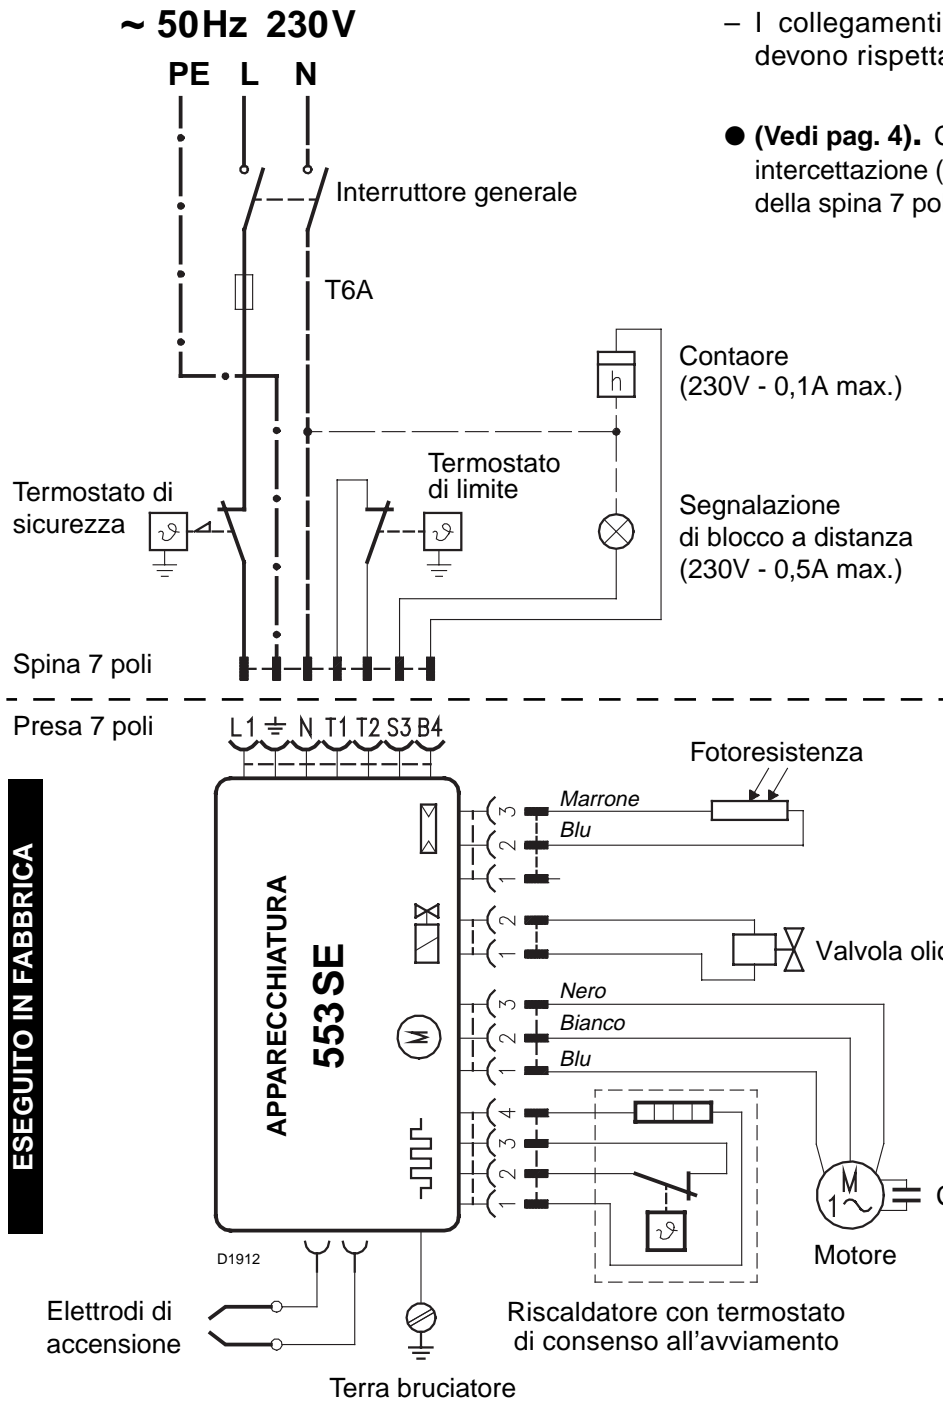 ~ 50Hz 230V
PE L N
– I collegamenti
devono rispetta
● (Vedi pag. 4).
intercettazione (
della spina 7 po
Interruttore generale
T6A
h
Contaore
(230V - 0,1A max.)
Termostato
di limite
Termostato di
sicurezza
ϑ
ϑ
Segnalazione
di blocco a distanza
(230V - 0,5A max.)
Spina 7 poli
Presa 7 poli
L1 N T1 T2 S3 B4
Fotoresistenza
3 Marrone
2 Blu
1
ESEGUITO IN FABBRICA
APPARECCHIATURA
553SE
2
1
Valvola
M
3 Nero
2 Bianco
1 Blu
4
3
2
1
ϑ
M
1~
Motore
D1912
Elettrodi di
accensione
Riscaldatore con termostato
di consenso all'avviamento
Terra bruciatore